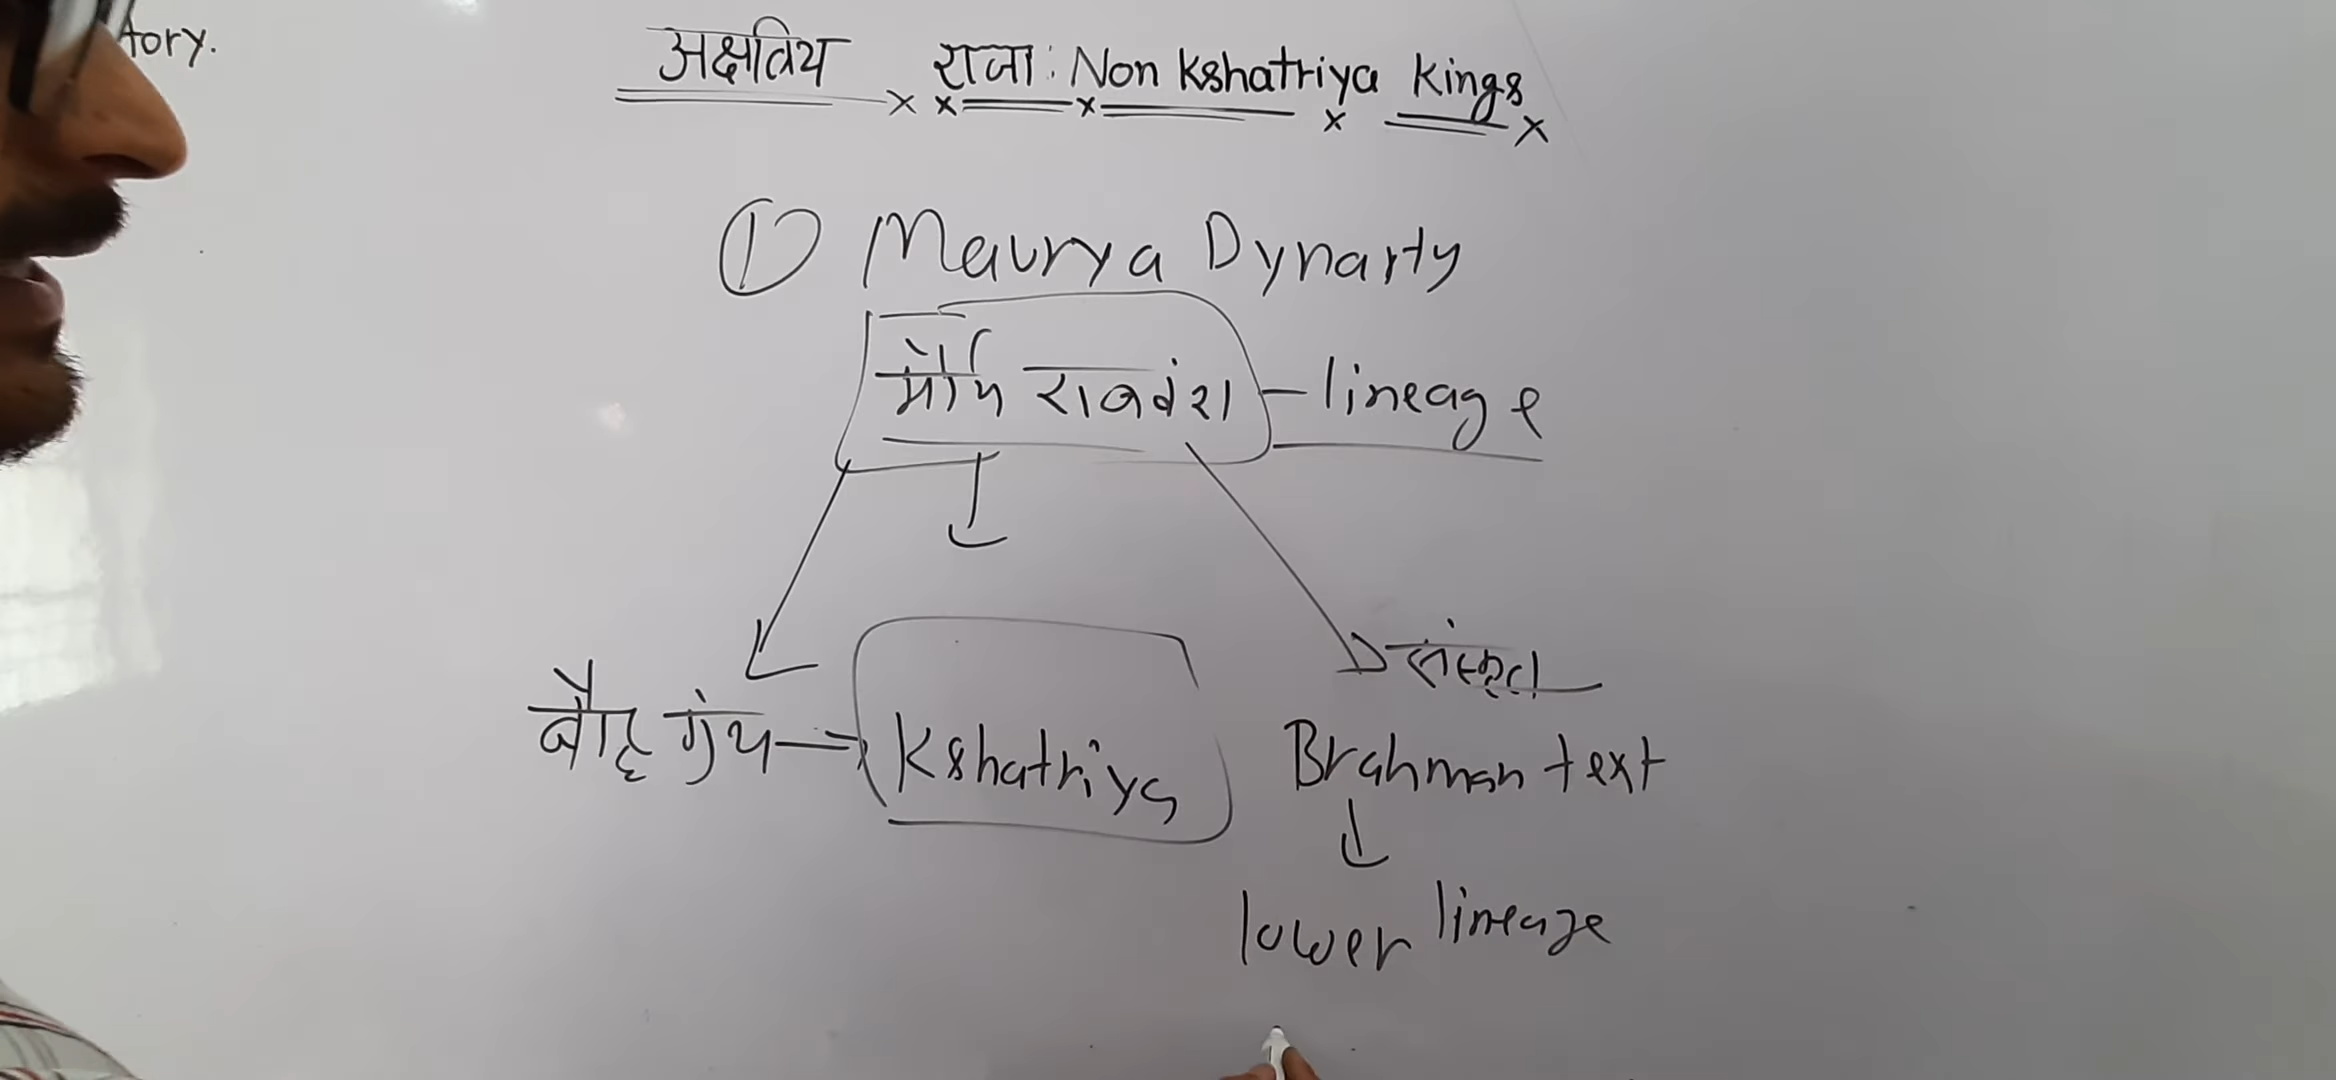 tory.
अक्षत्रिय राजा: Non Kshatriya Kings
① Maurya Dynasty
मौर्य राजवंश - lineage
संस्कृत
बौद्ध ग्रंथ → Kshatriya Brahman text
lower lineage